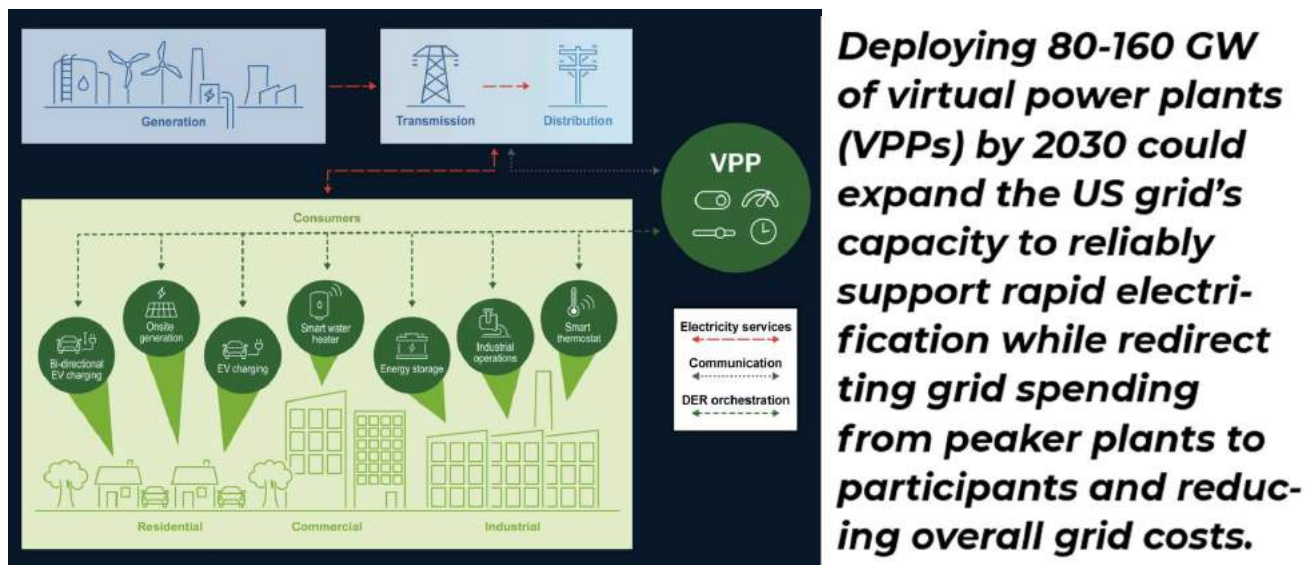 Generation
Transmission
Distribution
VPP
Consumers
Bi-directional
EV charging
Onsite
generation
EV charging
Smart water
heater
Energy storage
Industrial
operations
Smart
thermostat
Residential
Commercial
Industrial
Electricity services
Communication
DER orchestration
Deploying 80-160 GW
of virtual power plants
(VPPs) by 2030 could
expand the US grid's
capacity to reliably
support rapid electri-
fication while redirect
ting grid spending
from peaker plants to
participants and reduc-
ing overall grid costs.